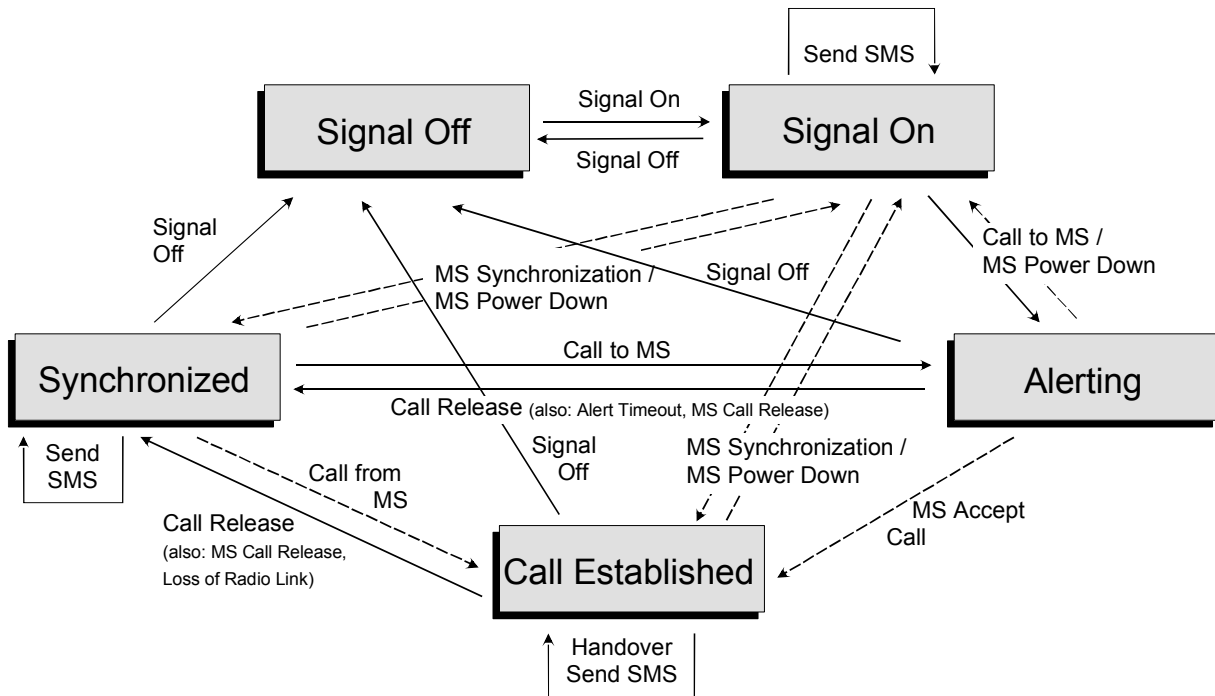 Send SMS
Signal Off
Signal On
Signal On
Signal Off
Signal
Off
MS Synchronization /
MS Power Down
Signal Off
Call to MS /
MS Power Down
Synchronized
Call to MS
Alerting
Call Release (also: Alert Timeout, MS Call Release)
Send
SMS
Call from
MS
Signal
Off
MS Synchronization /
MS Power Down
Call Release
(also: MS Call Release,
Loss of Radio Link)
MS Accept
Call
Call Established
Handover
Send SMS